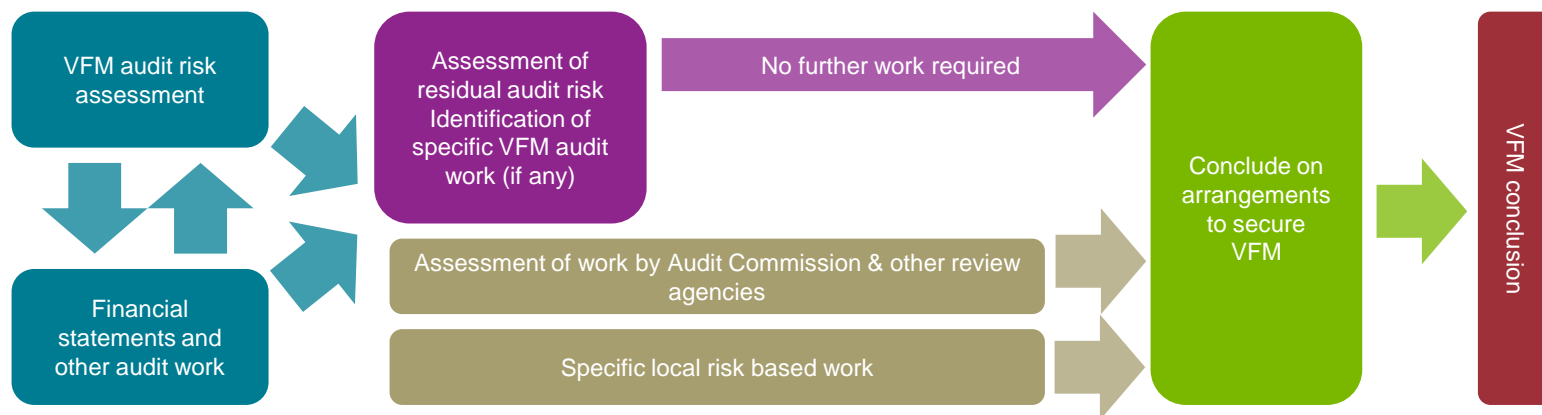 VFM audit risk
assessment
Financial
statements and
other audit work
Assessment of
residual audit risk
Identification of
specific VFM audit
work (if any)
No further work required
Assessment of work by Audit Commission & other review
agencies
Specific local risk based work
Conclude on
arrangements
to secure
VFM
VFM conclusion